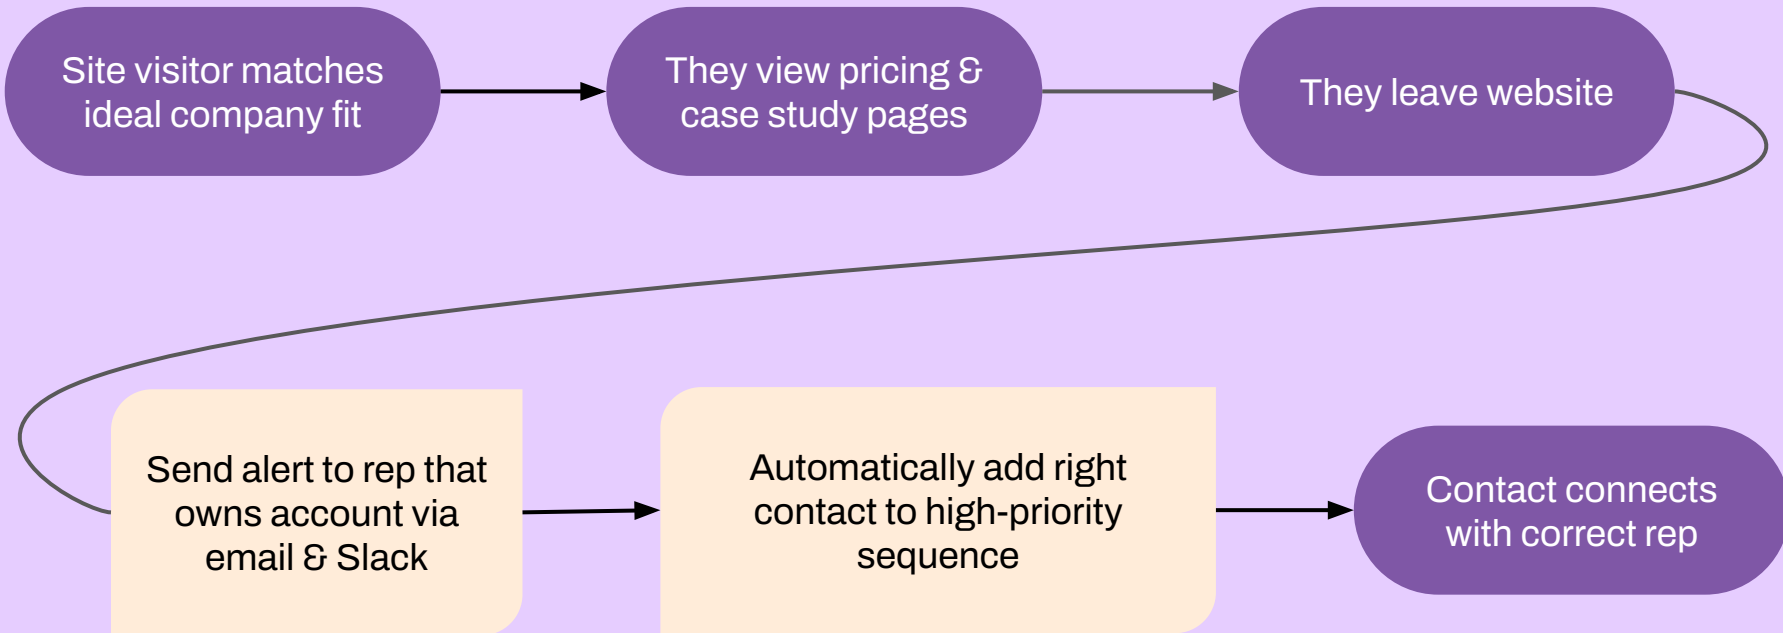 Site visitor matches
ideal company fit
They view pricing &
case study pages
They leave website
Send alert to rep that
owns account via
email & Slack
Automatically add right
contact to high-priority
sequence
Contact connects
with correct rep